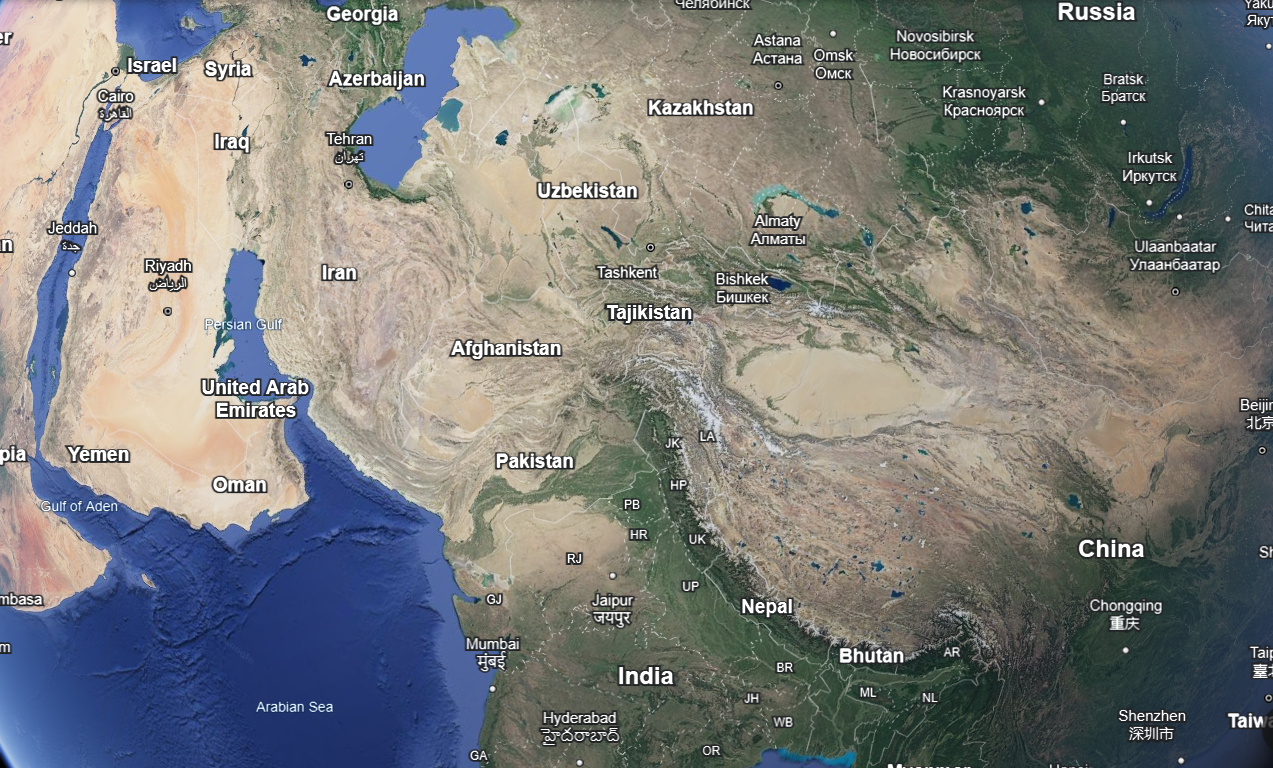 Georgia
Челябинск
Russia
Novosibirsk
Новосибирск
Astana
Астана
Omsk
Омск
Israel
Syria
Azerbaijan
Cairo
القاهرة
Kazakhstan
Krasnoyarsk
Красноярск
Bratsk
Братск
Iraq
Tehran
تهران
Irkutsk
Иркутск
Uzbekistan
Jeddah
جدة
Almaty
Алматы
Ulaanbaatar
Улаанбаатар
Riyadh
الرياض
Iran
Tashkent
Bishkek
Бишкек
Persian Gulf
Tajikistan
Afghanistan
United Arab
Emirates
JK
LA
Yemen
Pakistan
Oman
HP
Gulf of Aden
PB
HR
UK
China
RJ
UP
GJ
Jaipur
जयपुर
Nepal
Chongqing
重庆
Mumbai
मुंबई
Bhutan
AR
India
BR
ML
NL
JH
Arabian Sea
Hyderabad
హైదరాబాద్
WB
Shenzhen
深圳市
GA
OR
Myanmar
Hanoi